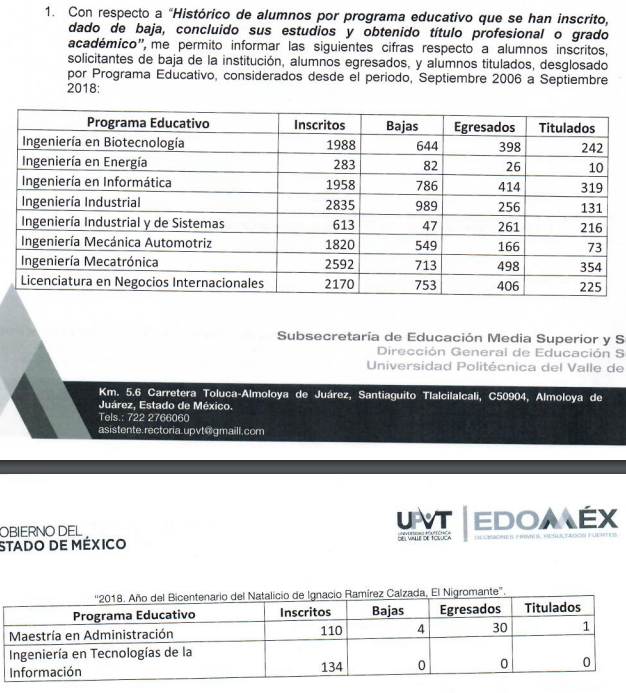 1. Con respecto a “Histórico de alumnos por programa educativo que se han inscrito,
dado de baja, concluido sus estudios y obtenido título profesional o grado
académico”, me permito informar las siguientes cifras respecto a alumnos inscritos,
solicitantes de baja de la institución, alumnos egresados, y alumnos titulados, desglosado
por Programa Educativo, considerados desde el periodo, Septiembre 2006 a Septiembre
2018:
Programa Educativo Inscritos Bajas Egresados Titulados
Ingeniería en Biotecnología 1988 644 398 242
Ingeniería en Energía 283 82 26 10
Ingeniería en Informática 1958 786 414 319
Ingeniería Industrial 2835 989 256 131
Ingeniería Industrial y de Sistemas 613 47 261 216
Ingeniería Mecánica Automotriz 1820 549 166 73
Ingeniería Mecatrónica 2592 713 498 354
Licenciatura en Negocios Internacionales 2170 753 406 225
Subsecretaría de Educación Media Superior y S
Dirección General de Educación S
Universidad Politécnica del Valle de
Km. 5.6 Carretera Toluca-Almoloya de Juárez, Santiaguito Tlalcilalcali, C50904, Almoloya de
Juárez, Estado de México.
Tels.: 722 2766060
asistente.rectoria.upvt@gmaill.com
OBIERNO DEL
STADO DE MÉXICO
UPVT
UNIVERSIDAD POLITÉCNICA
DEL VALLE DE TOLUCA
EDOMÉX
DECISIONES FIRMES, RESULTADOS FUERTES.
“2018. Año del Bicentenario del Natalicio de Ignacio Ramírez Calzada, El Nigromante”.
Programa Educativo Inscritos Bajas Egresados Titulados
Maestría en Administración 110 4 30 1
Ingeniería en Tecnologías de la
Información 134 0 0 0